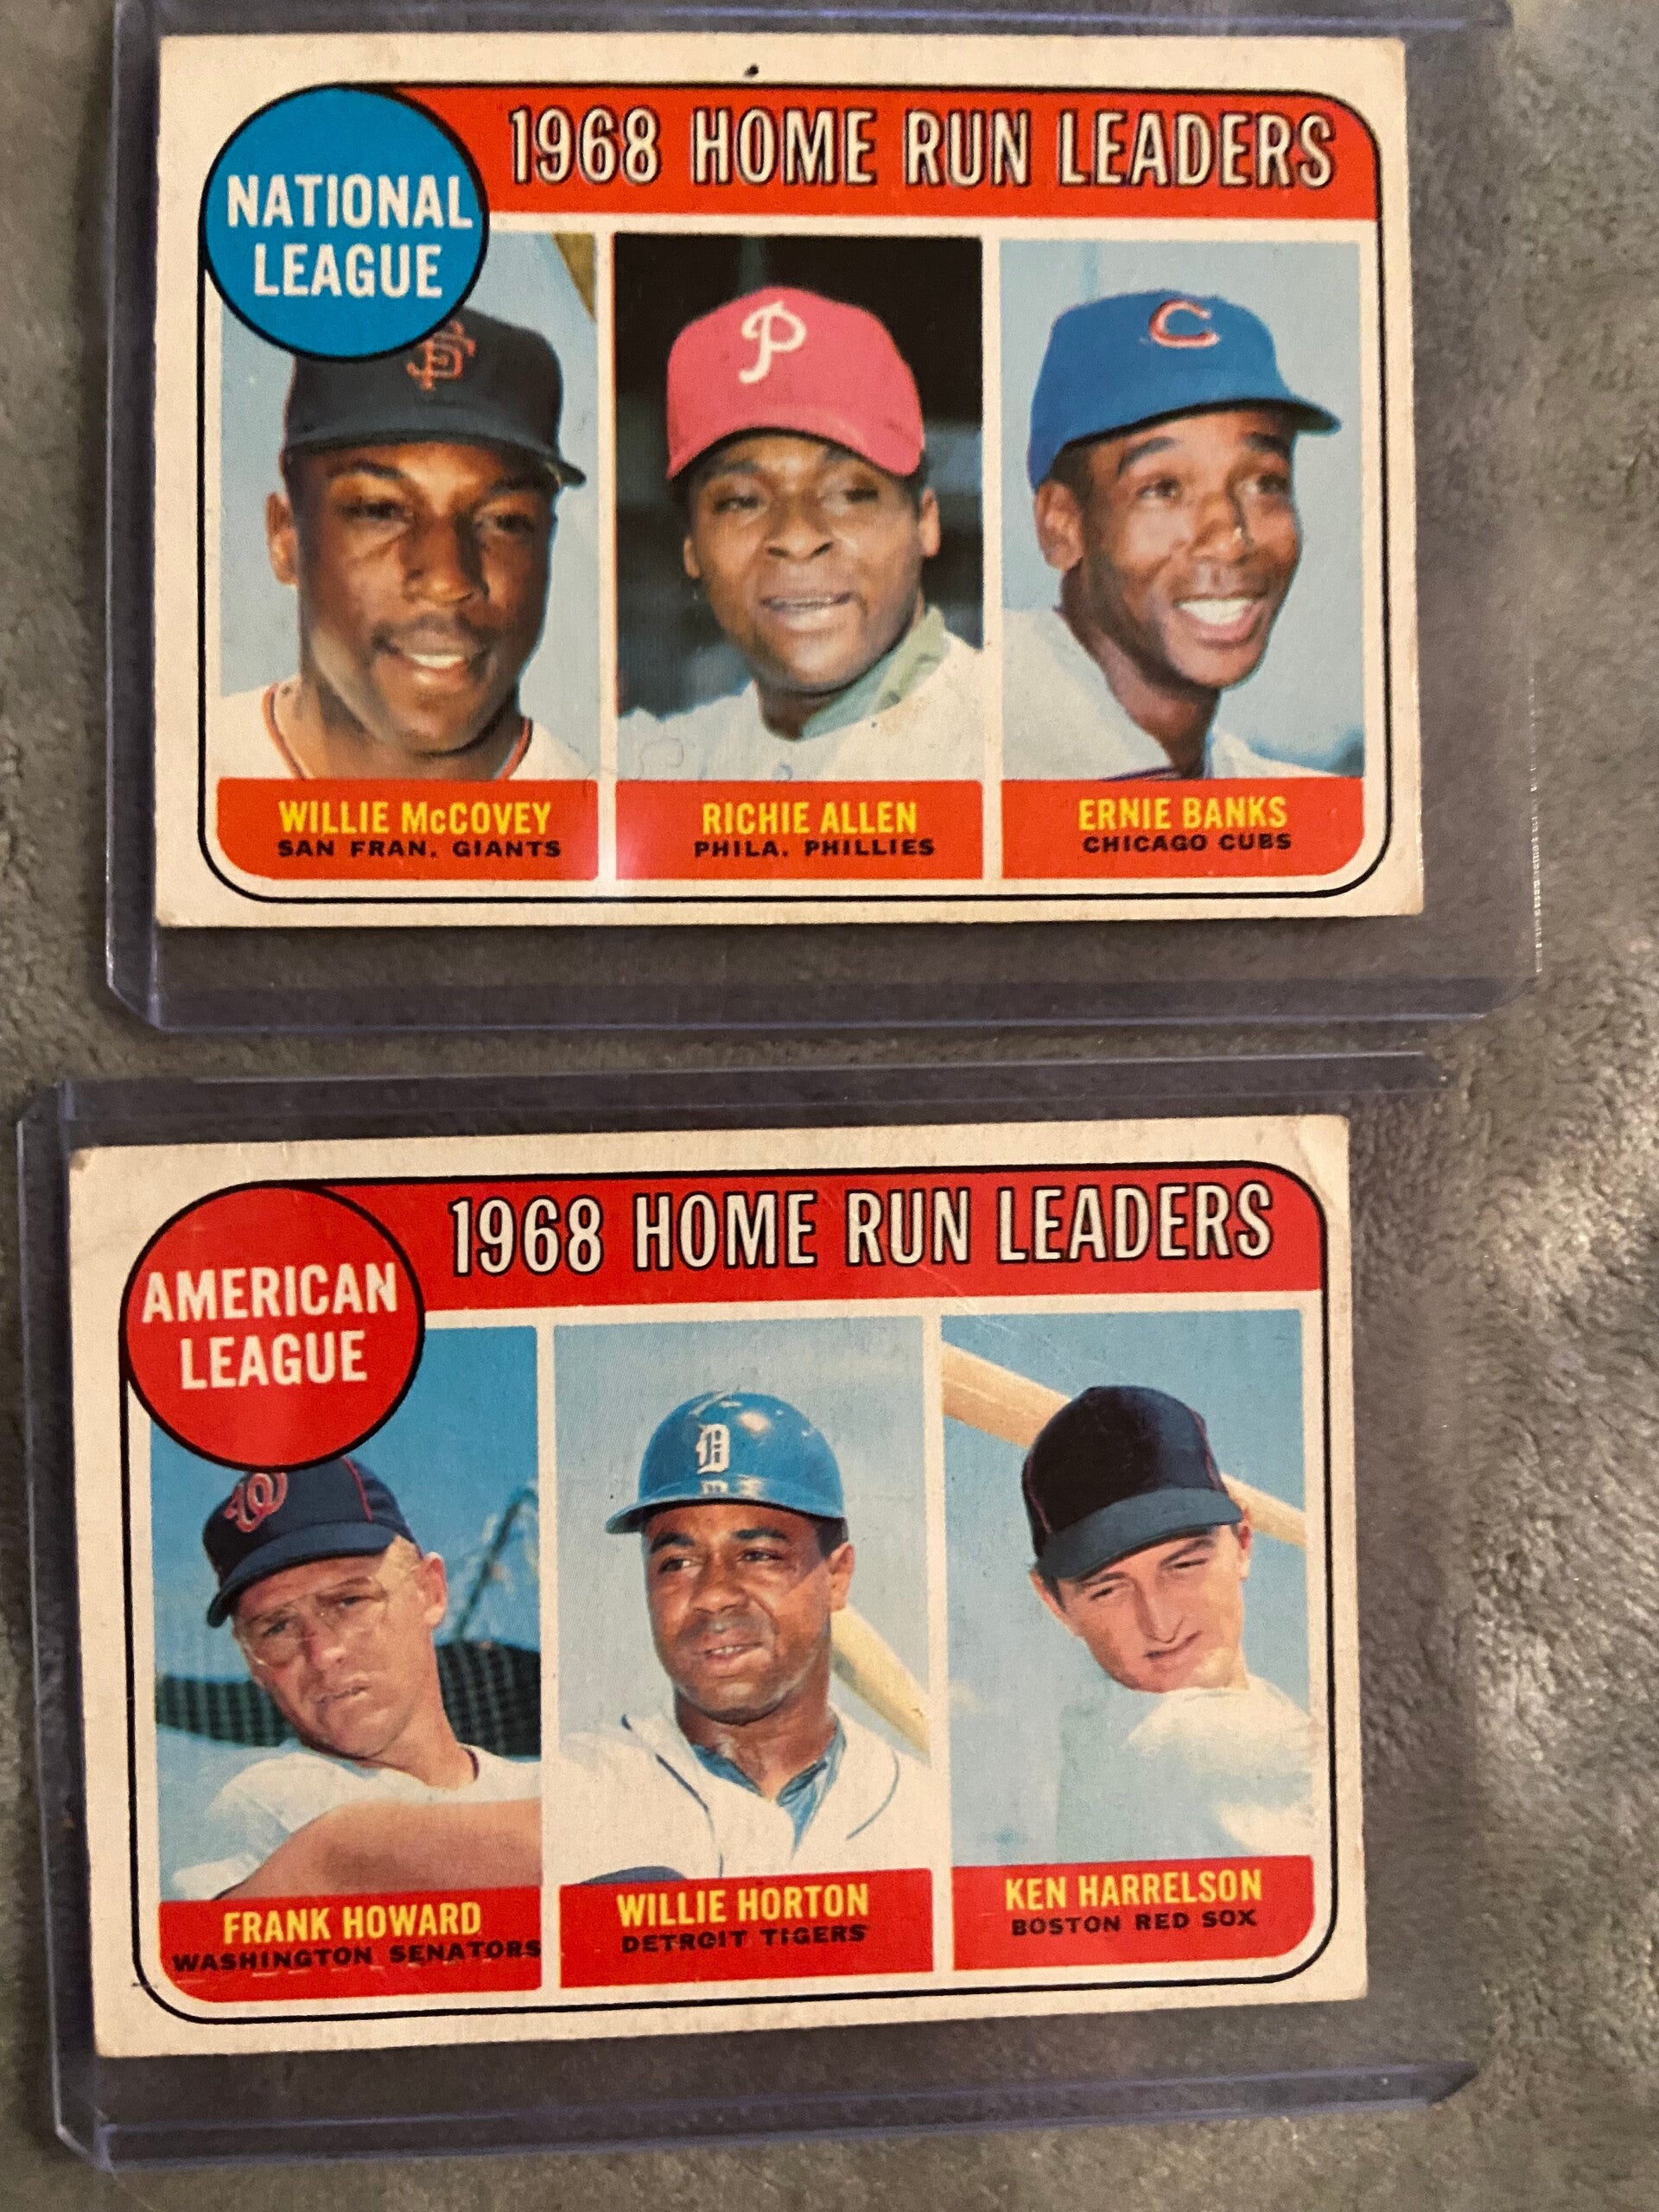 1968 HOME RUN LEADERS
NATIONAL
LEAGUE
SF
P
C
WILLIE McCOVEY
SAN FRAN. GIANTS
RICHIE ALLEN
PHILA. PHILLIES
ERNIE BANKS
CHICAGO CUBS
1968 HOME RUN LEADERS
AMERICAN
LEAGUE
W
D
FRANK HOWARD
WASHINGTON SENATORS
WILLIE HORTON
DETROIT TIGERS
KEN HARRELSON
BOSTON RED SOX